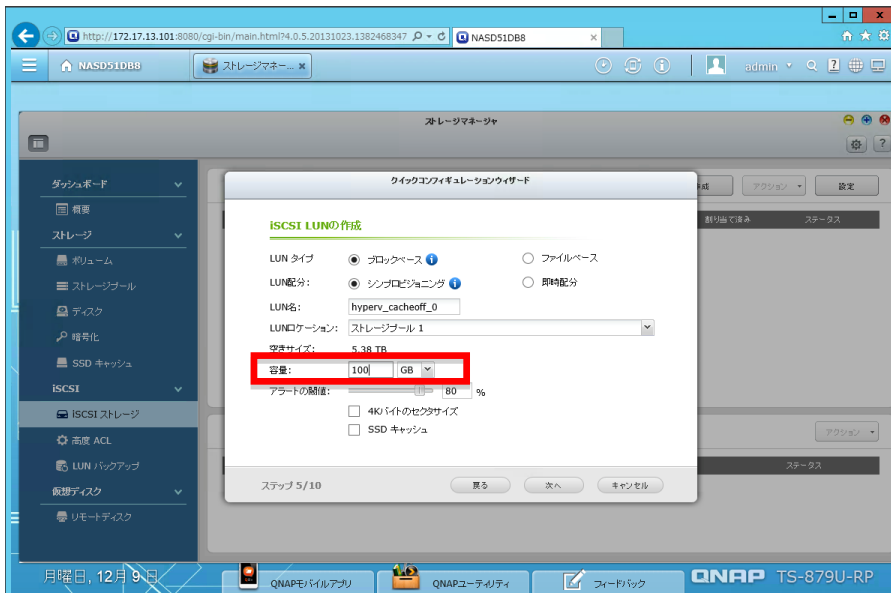 http://172.17.13.101:8080/cgi-bin/main.html?4.0.5.20131023.1382468347
NASD51DB8
NASD51DB8
ストレージマネー...
admin
ストレージマネージャ
ダッシュボード
概要
ストレージ
ボリューム
ストレージプール
ディスク
暗号化
SSD キャッシュ
iSCSI
iSCSI ストレージ
高度 ACL
LUN バックアップ
仮想ディスク
リモートディスク
アクション
設定
割り当て済み ステータス
アクション
ステータス
クイックコンフィギュレーションウィザード
iSCSI LUNの作成
LUN タイプ ブロックベース ファイルベース
LUN配分: シンプロビジョニング 即時配分
LUN名: hyperv_cacheoff_0
LUNロケーション: ストレージプール 1
空きサイズ: 5.38 TB
容量: 100 GB
アラートの閾値: 80 %
4Kバイトのセクタサイズ
SSD キャッシュ
ステップ 5/10
戻る 次へ キャンセル
月曜日, 12月 9日
QNAPモバイルアプリ
QNAPユーティリティ
フィードバック
QNAP TS-879U-RP